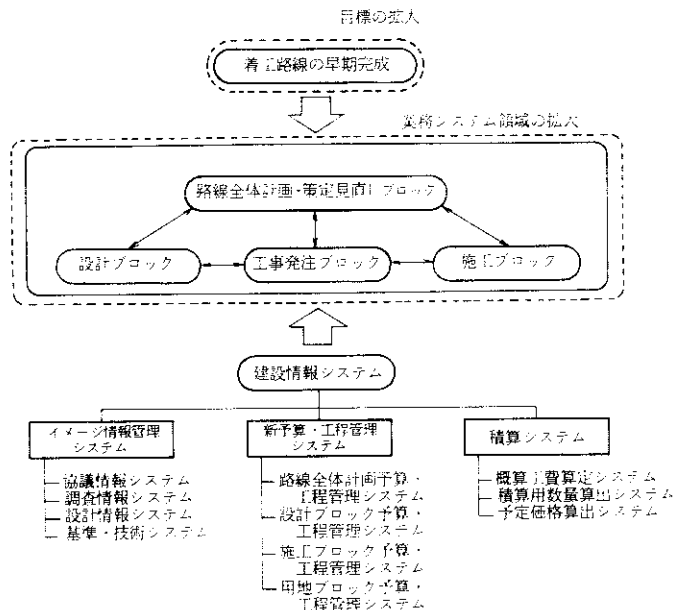 目標の拡大
着工路線の早期完成
業務システム領域の拡大
路線全体計画・策定見直しブロック
設計ブロック
工事発注ブロック
施工ブロック
建設情報システム
イメージ情報管理
システム
新予算・工程管理
システム
積算システム
協議情報システム
調査情報システム
設計情報システム
基準・技術システム
路線全体計画予算・
工程管理システム
設計ブロック予算・
工程管理システム
施工ブロック予算・
工程管理システム
用地ブロック予算・
工程管理システム
概算工費算定システム
積算用数量算出システム
予定価格算出システム